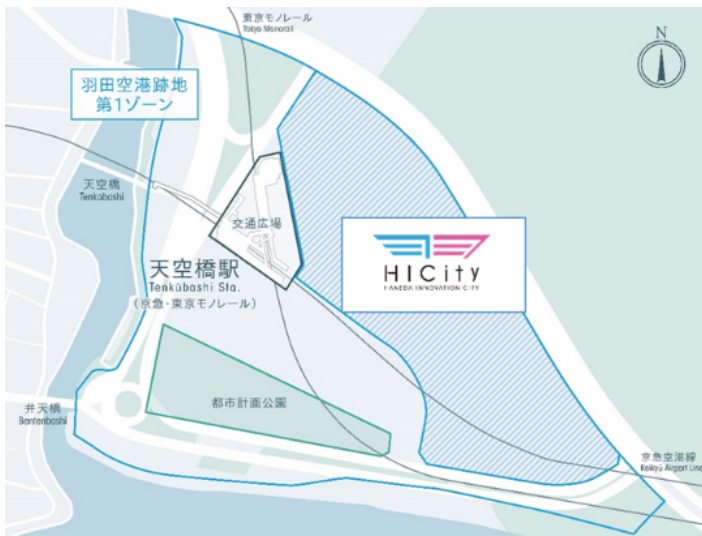 東京モノレール
Tokyo Monorail
N
羽田空港跡地
第1ゾーン
天空橋
Tenkūbashi
交通広場
HICity
HANEDA INNOVATION CITY
天空橋駅
Tenkūbashi Sta.
(京急・東京モノレール)
都市計画公園
弁天橋
Bentenbashi
京急空港線
Keikyū Airport Line